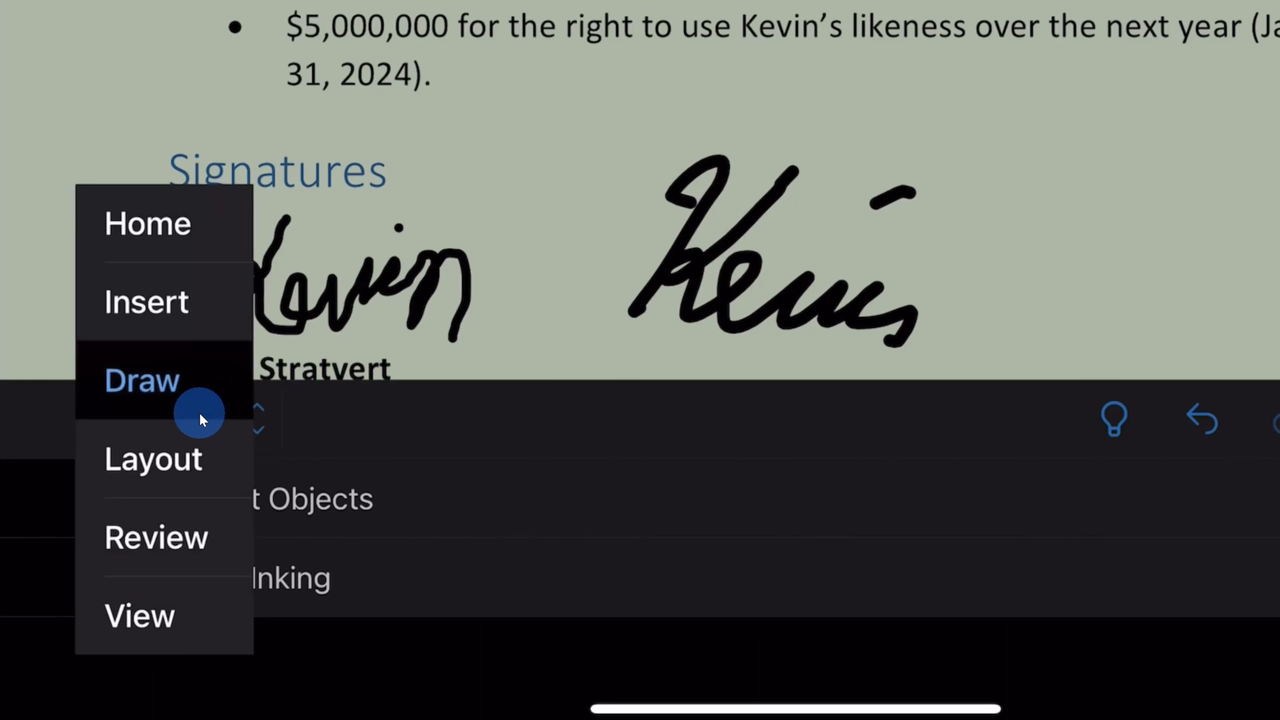 • $5,000,000 for the right to use Kevin’s likeness over the next year (Ja
31, 2024).
Signatures
Kevin Kevin
Stratvert
Home
Insert
Draw
Layout
t Objects
Review
Inking
View